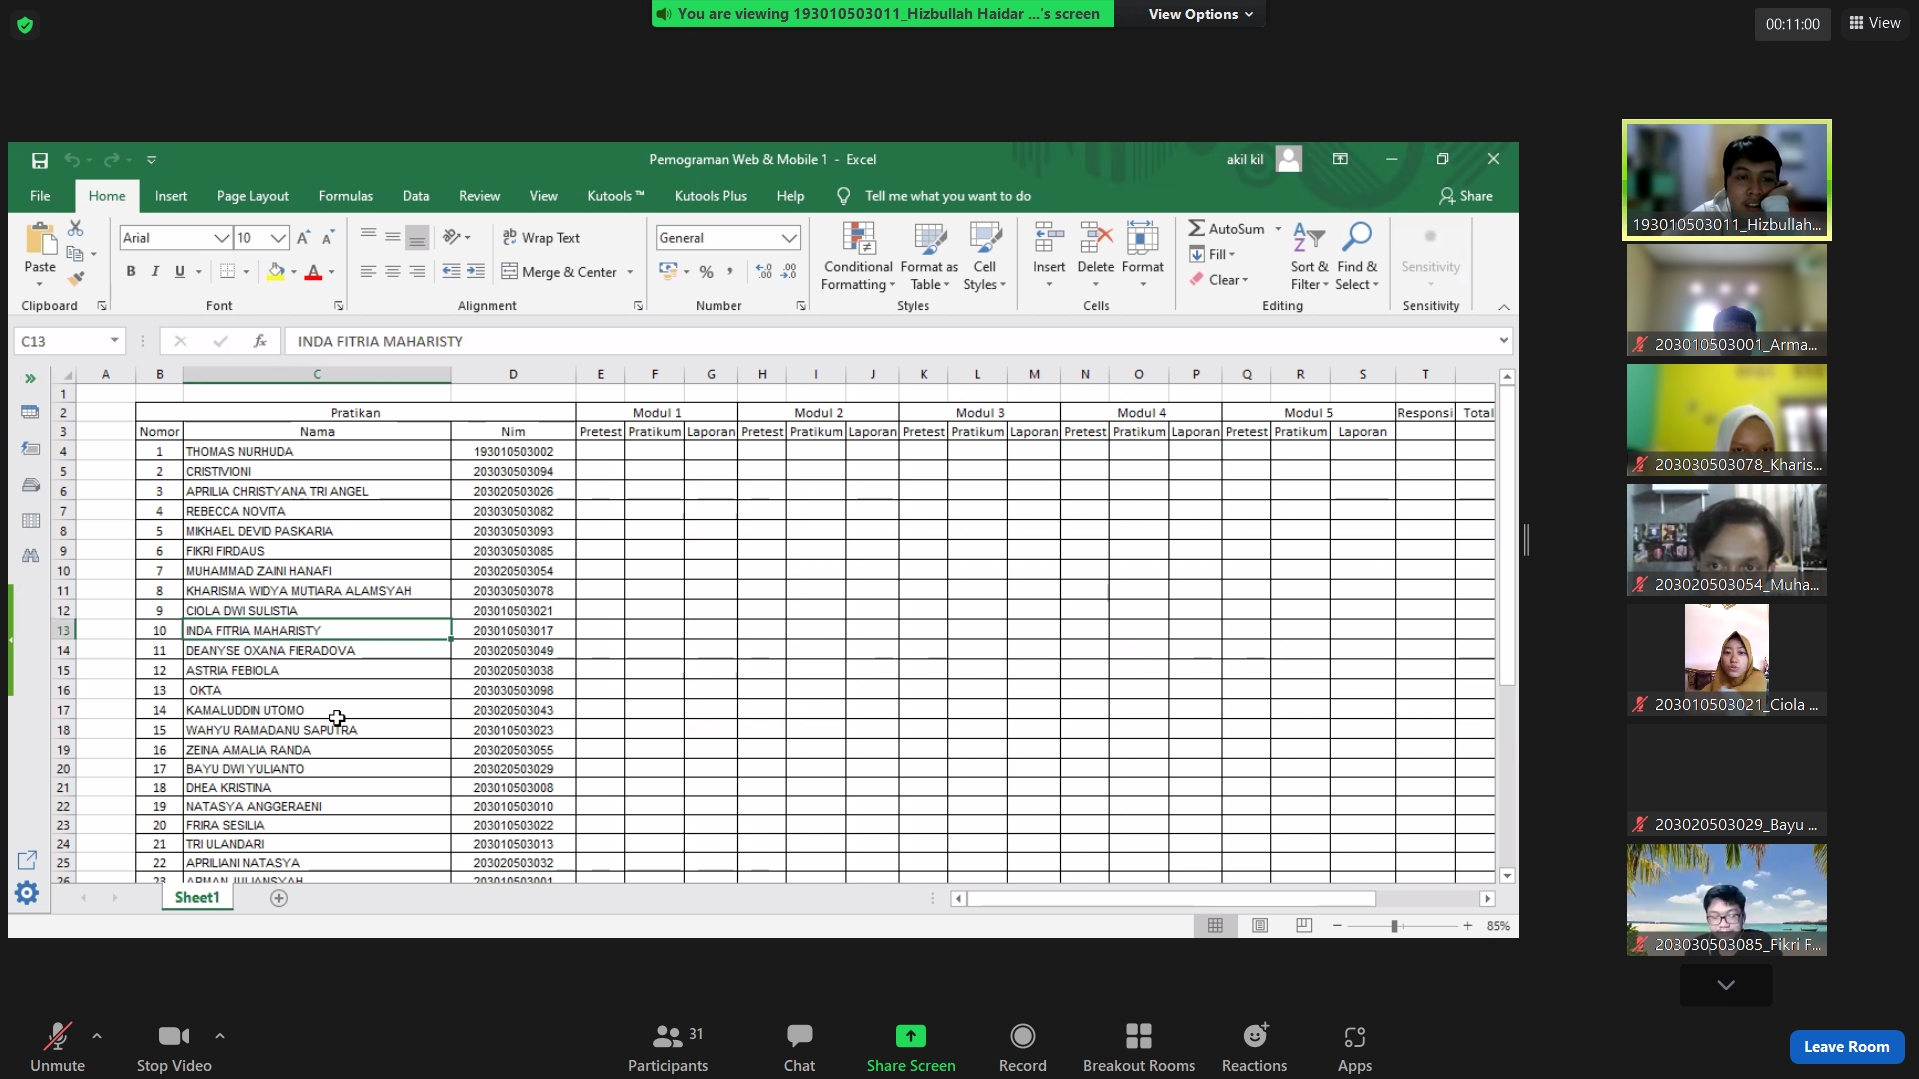 You are viewing 193010503011_Hizbullah Haidar ...'s screen
View Options
00:11:00
View
Pemograman Web & Mobile 1 - Excel
akil kil
File Home Insert Page Layout Formulas Data Review View Kutools ™ Kutools Plus Help Tell me what you want to do Share
Paste
Arial 10
B I U
Wrap Text
Merge & Center
General
%
Conditional Formatting
Format as Table
Cell Styles
Insert Delete Format
AutoSum
Fill
Clear
Sort & Filter
Find & Select
Sensitivity
Clipboard Font Alignment Number Styles Cells Editing Sensitivity
C13 fx INDA FITRIA MAHARISTY
A B C D E F G H I J K L M N O P Q R S T
1
2 Pratikan Modul 1 Modul 2 Modul 3 Modul 4 Modul 5 Responsi Total
3 Nomor Nama Nim Pretest Pratikum Laporan Pretest Pratikum Laporan Pretest Pratikum Laporan Pretest Pratikum Laporan Pretest Pratikum Laporan
4 1 THOMAS NURHUDA 193010503002
5 2 CRISTIVIONI 203030503094
6 3 APRILIA CHRISTYANA TRI ANGEL 203020503026
7 4 REBECCA NOVITA 203030503082
8 5 MIKHAEL DEVID PASKARIA 203030503093
9 6 FIKRI FIRDAUS 203030503085
10 7 MUHAMMAD ZAINI HANAFI 203020503054
11 8 KHARISMA WIDYA MUTIARA ALAMSYAH 203030503078
12 9 CIOLA DWI SULISTIA 203010503021
13 10 INDA FITRIA MAHARISTY 203010503017
14 11 DEANYSE OXANA FIERADOVA 203020503049
15 12 ASTRIA FEBIOLA 203020503038
16 13 OKTA 203030503098
17 14 KAMALUDDIN UTOMO 203020503043
18 15 WAHYU RAMADANU SAPUTRA 203010503023
19 16 ZEINA AMALIA RANDA 203020503055
20 17 BAYU DWI YULIANTO 203020503029
21 18 DHEA KRISTINA 203010503008
22 19 NATASYA ANGGERAENI 203010503010
23 20 FRIRA SESILIA 203010503022
24 21 TRI ULANDARI 203010503013
25 22 APRILIANI NATASYA 203020503032
26 23 ARMAN JULIANSYAH 203010503001
Sheet1
85%
193010503011_Hizbullah...
203010503001_Arma...
203030503078_Kharis...
203020503054_Muha...
203010503021_Ciola ...
203020503029_Bayu ...
203030503085_Fikri F...
Unmute
Stop Video
Participants 31
Chat
Share Screen
Record
Breakout Rooms
Reactions
Apps
Leave Room